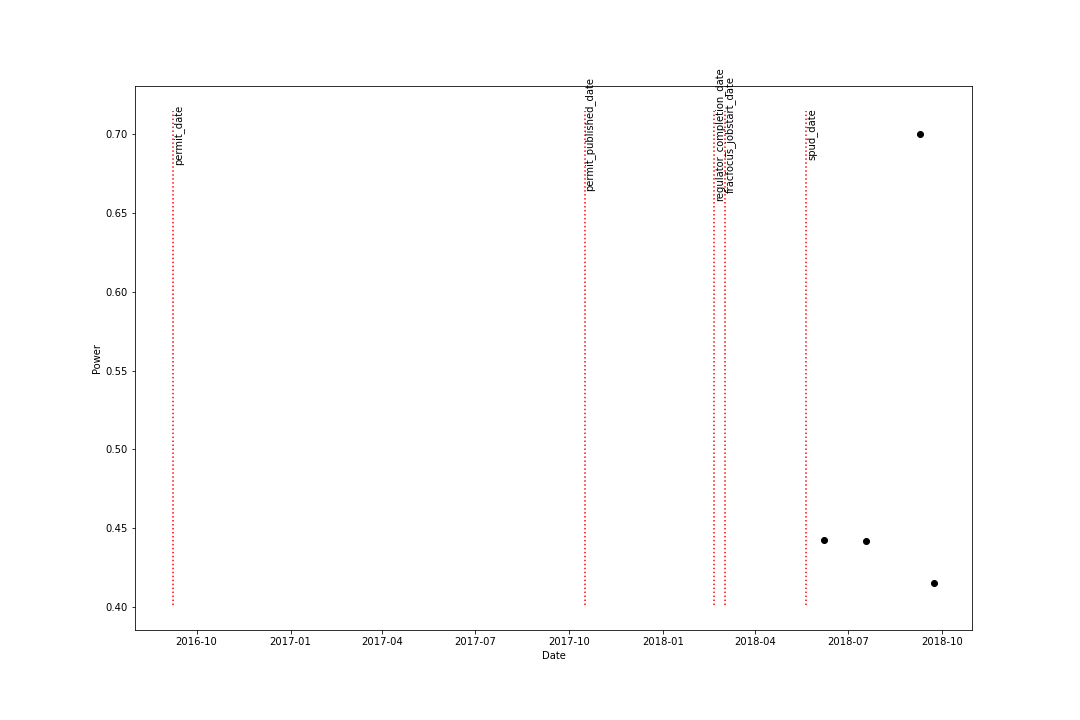 permit_date
permit_published_date
regulator_completion_date
fracfocus_jobstart_date
spud_date
0.70
0.65
0.60
0.55
0.50
0.45
0.40
Power
2016-10
2017-01
2017-04
2017-07
2017-10
2018-01
2018-04
2018-07
2018-10
Date